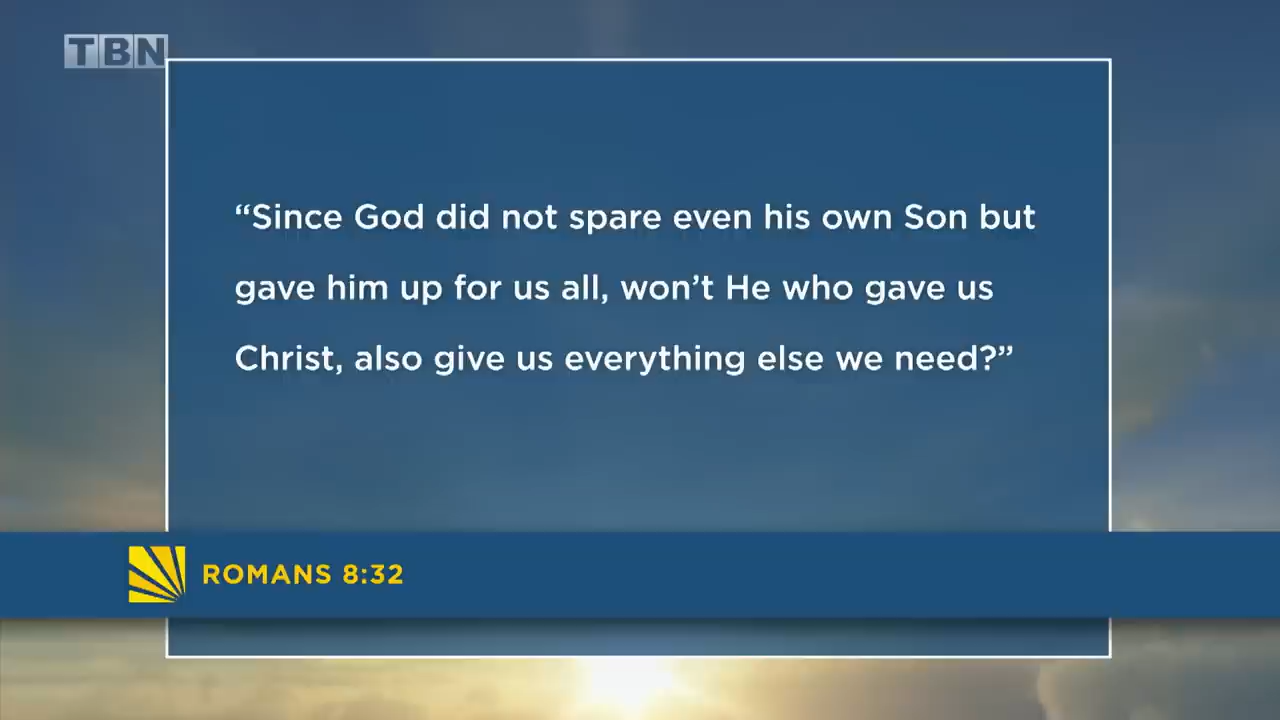 TBN
“Since God did not spare even his own Son but
gave him up for us all, won’t He who gave us
Christ, also give us everything else we need?”
ROMANS 8:32